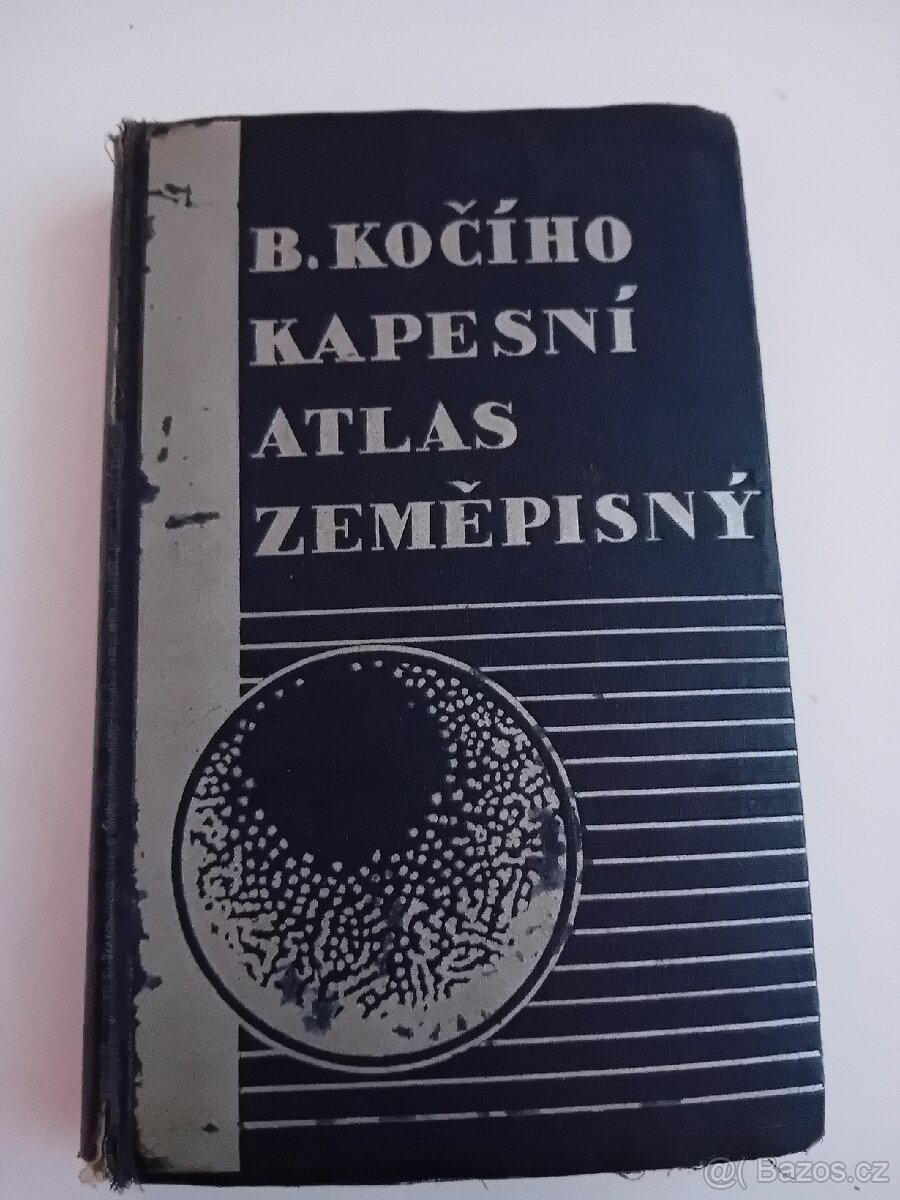 B. KOČÍHO
KAPESNÍ
ATLAS
ZEMĚPISNÝ
@( Bazos.cz